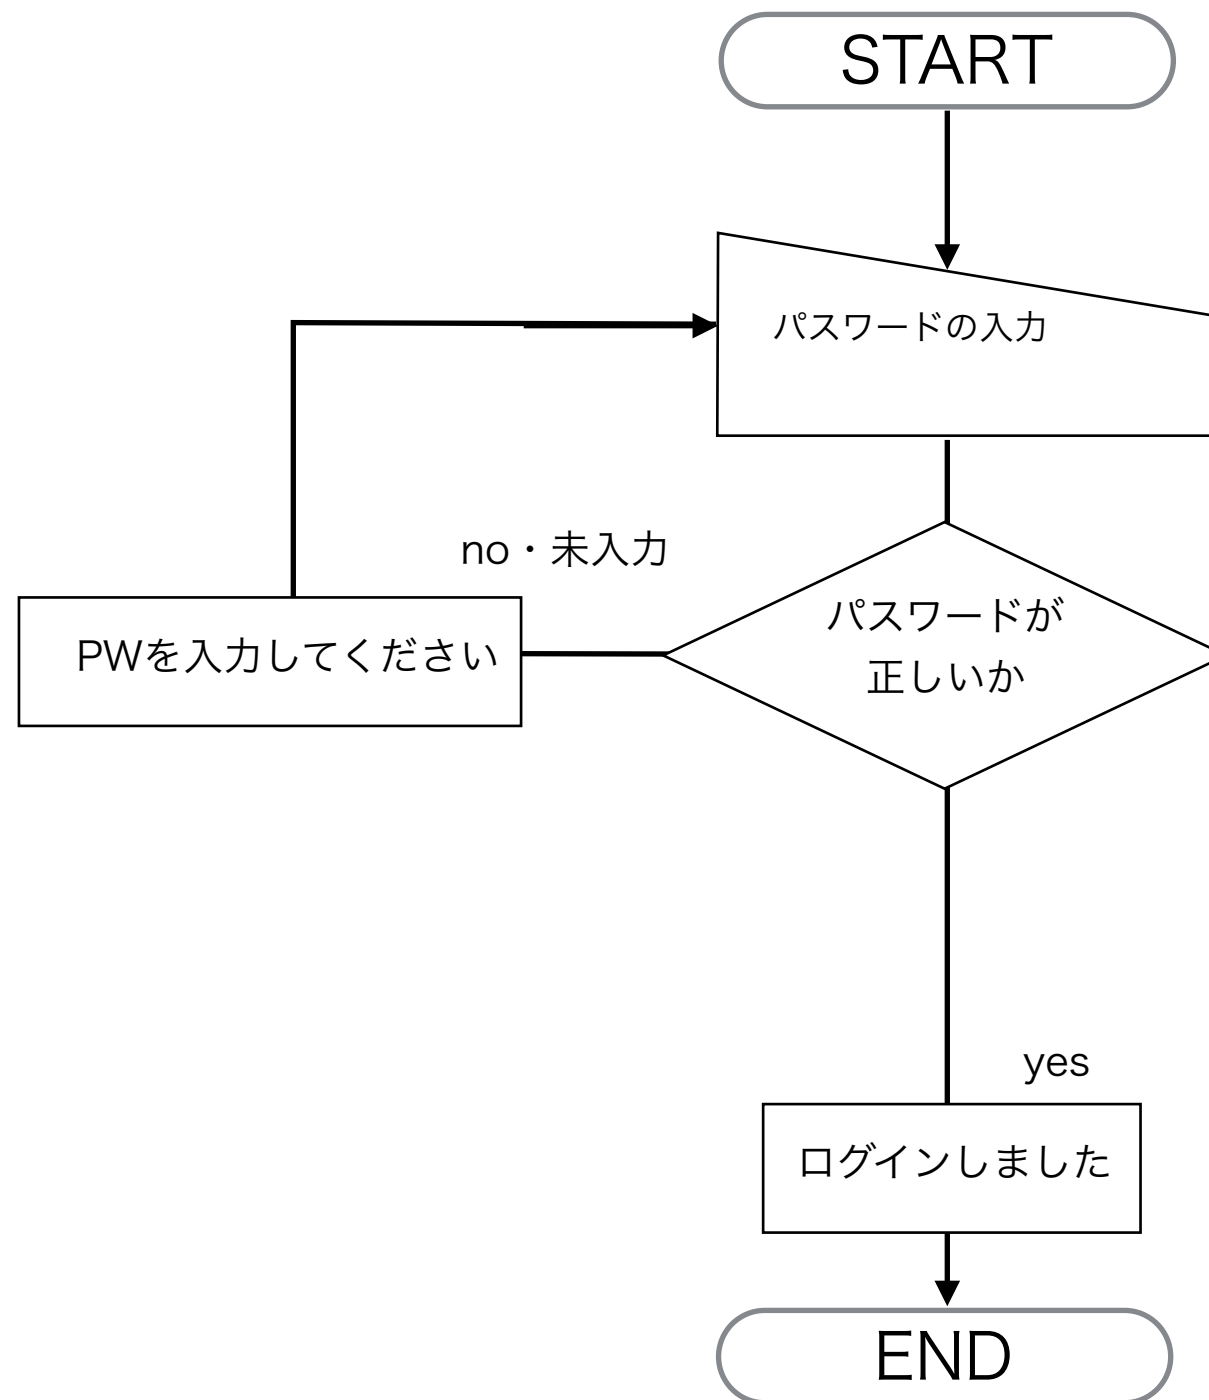 START
パスワードの入力
no・未入力
パスワードが
正しいか
PWを入力してください
yes
ログインしました
END